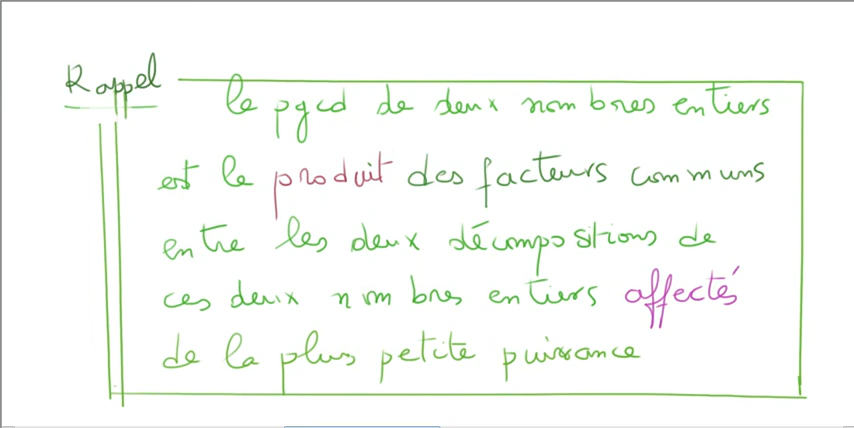 Rappel
le pgcd de deux nombres entiers
est le produit des facteurs communs
entre les deux décompositions de
ces deux nombres entiers affectés
de la plus petite puissance